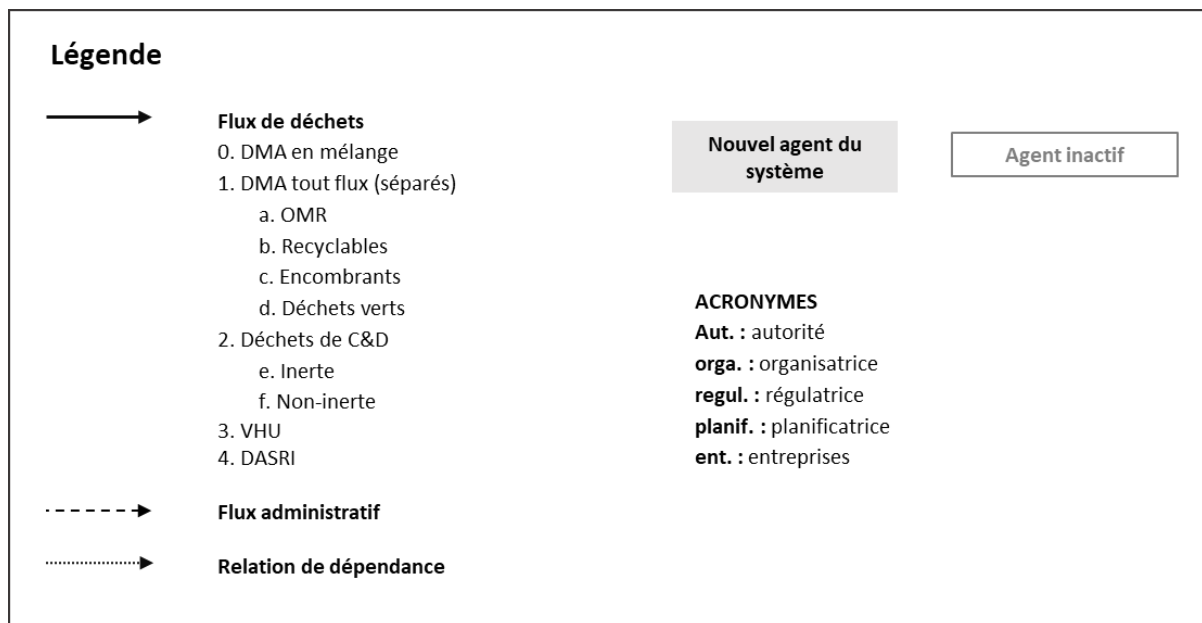 Légende
Flux de déchets
0. DMA en mélange
1. DMA tout flux (séparés)
a. OMR
b. Recyclables
c. Encombrants
d. Déchets verts
2. Déchets de C&D
e. Inerte
f. Non-inerte
3. VHU
4. DASRI
Flux administratif
Relation de dépendance
Nouvel agent du
système
Agent inactif
ACRONYMES
Aut. : autorité
orga. : organisatrice
regul. : régulatrice
planif. : planificatrice
ent. : entreprises